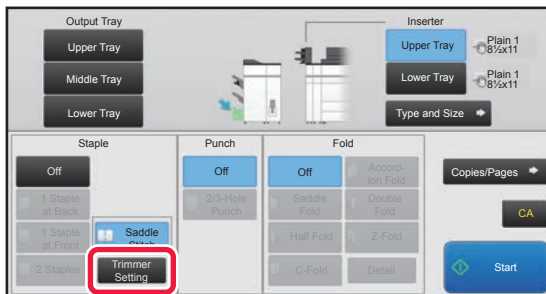 Output Tray
Inserter
Upper Tray
Middle Tray
Lower Tray
Upper Tray
Plain 1
8½x11
Lower Tray
Plain 1
8½x11
Type and Size
Staple
Punch
Fold
Off
1 Staple
at Back
1 Staple
at Front
2 Staples
Saddle
Stitch
Trimmer
Setting
Off
2/3-Hole
Punch
Off
Accord-
ion Fold
Saddle
Fold
Double
Fold
Half Fold
Z-Fold
C-Fold
Detail
Copies/Pages
CA
Start